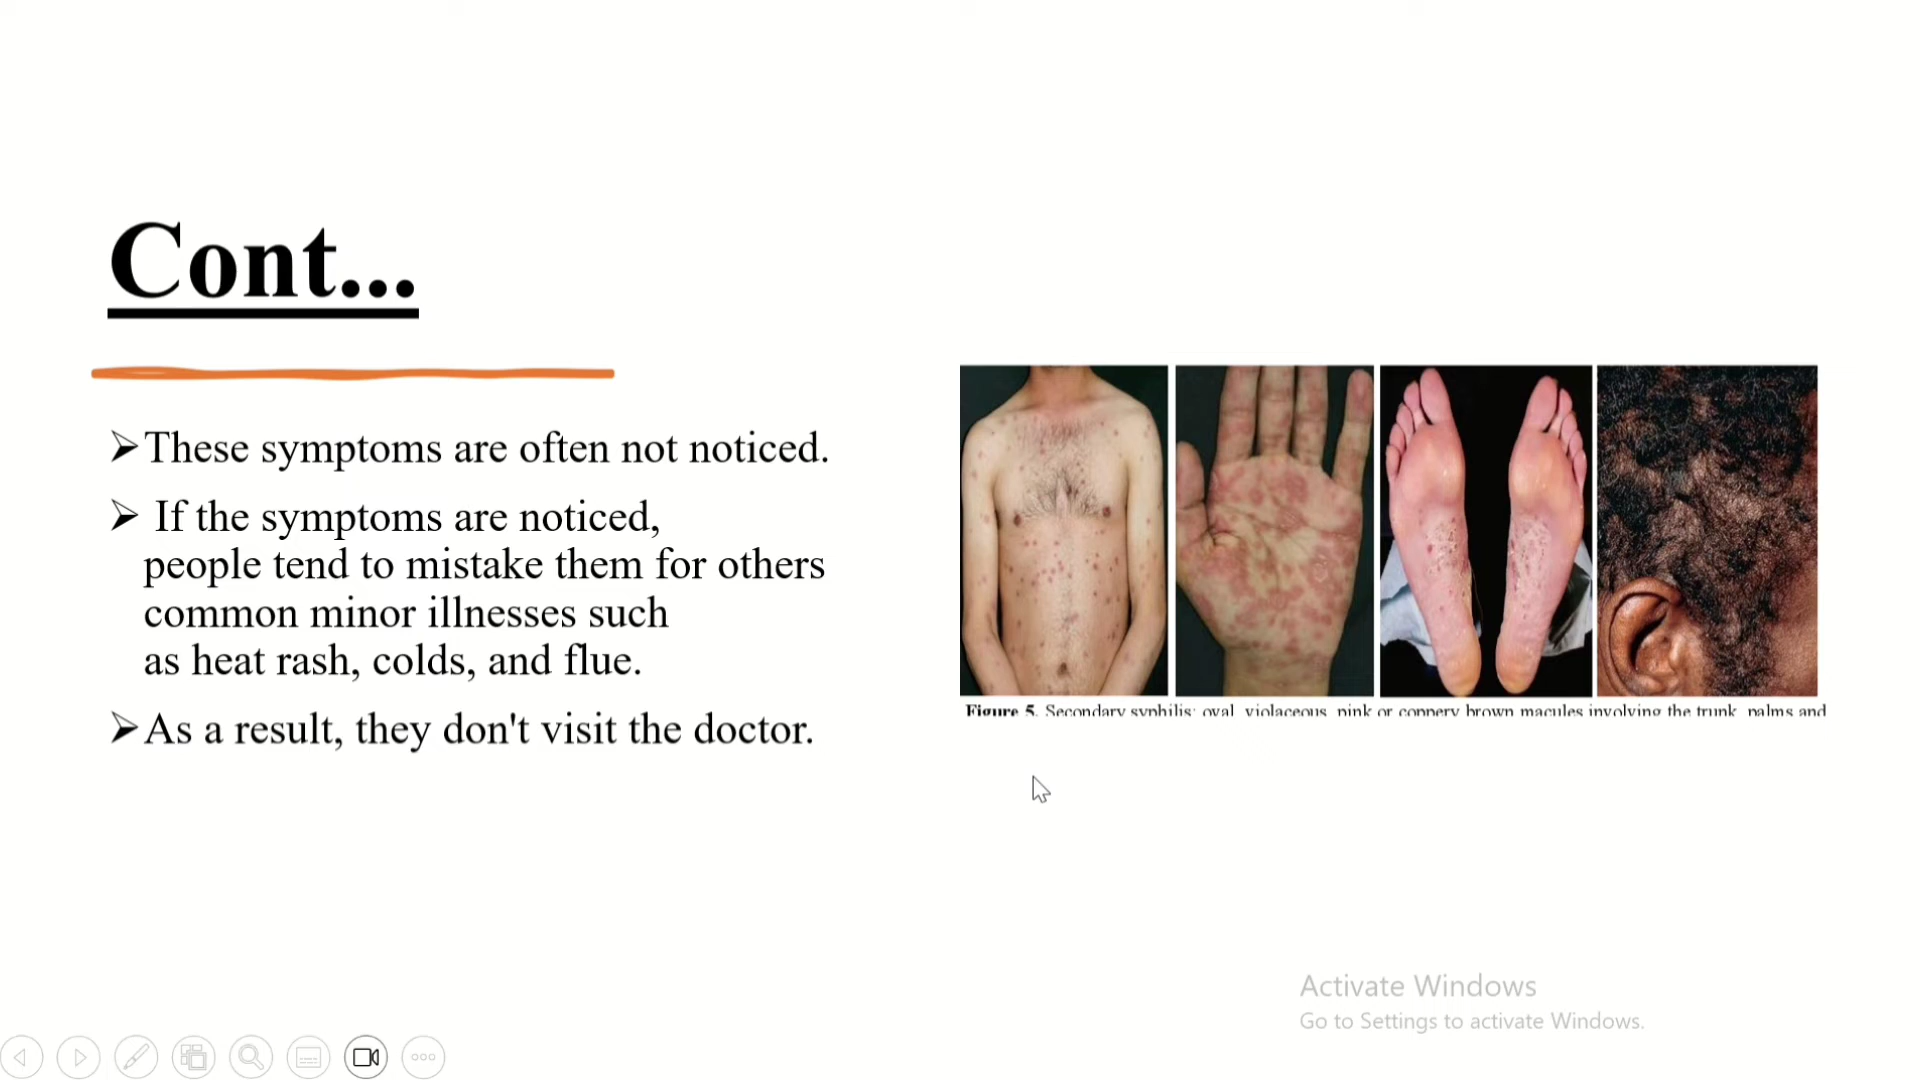 Cont...
➢These symptoms are often not noticed.
➢ If the symptoms are noticed,
people tend to mistake them for others
common minor illnesses such
as heat rash, colds, and flue.
➢As a result, they don't visit the doctor.
Figure 5. Secondary syphilis: oval, violaceous, pink or coppery brown macules involving the trunk, palms and
Activate Windows
Go to Settings to activate Windows.